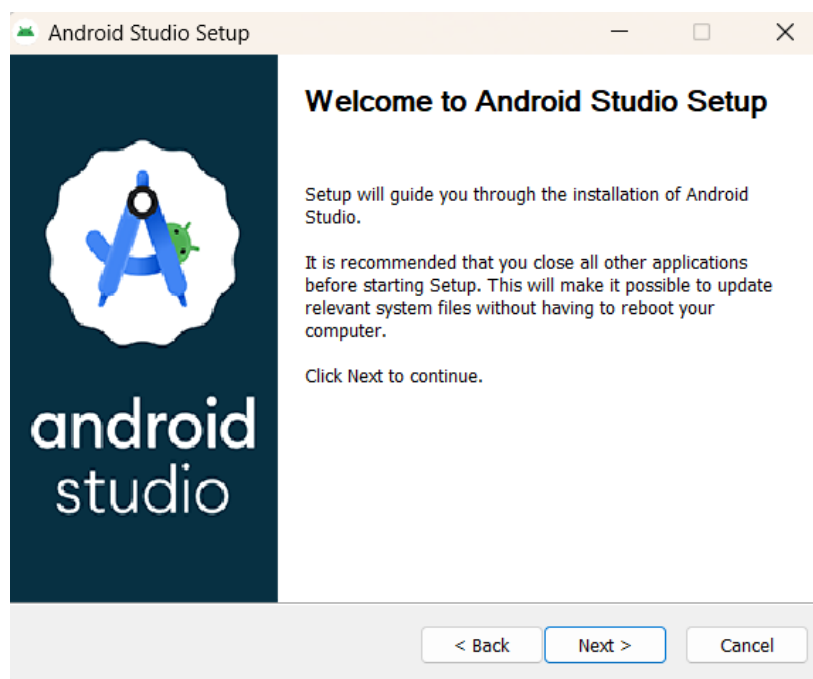 Android Studio Setup
Welcome to Android Studio Setup
Setup will guide you through the installation of Android
Studio.
It is recommended that you close all other applications
before starting Setup. This will make it possible to update
relevant system files without having to reboot your
computer.
Click Next to continue.
android
studio
< Back
Next >
Cancel